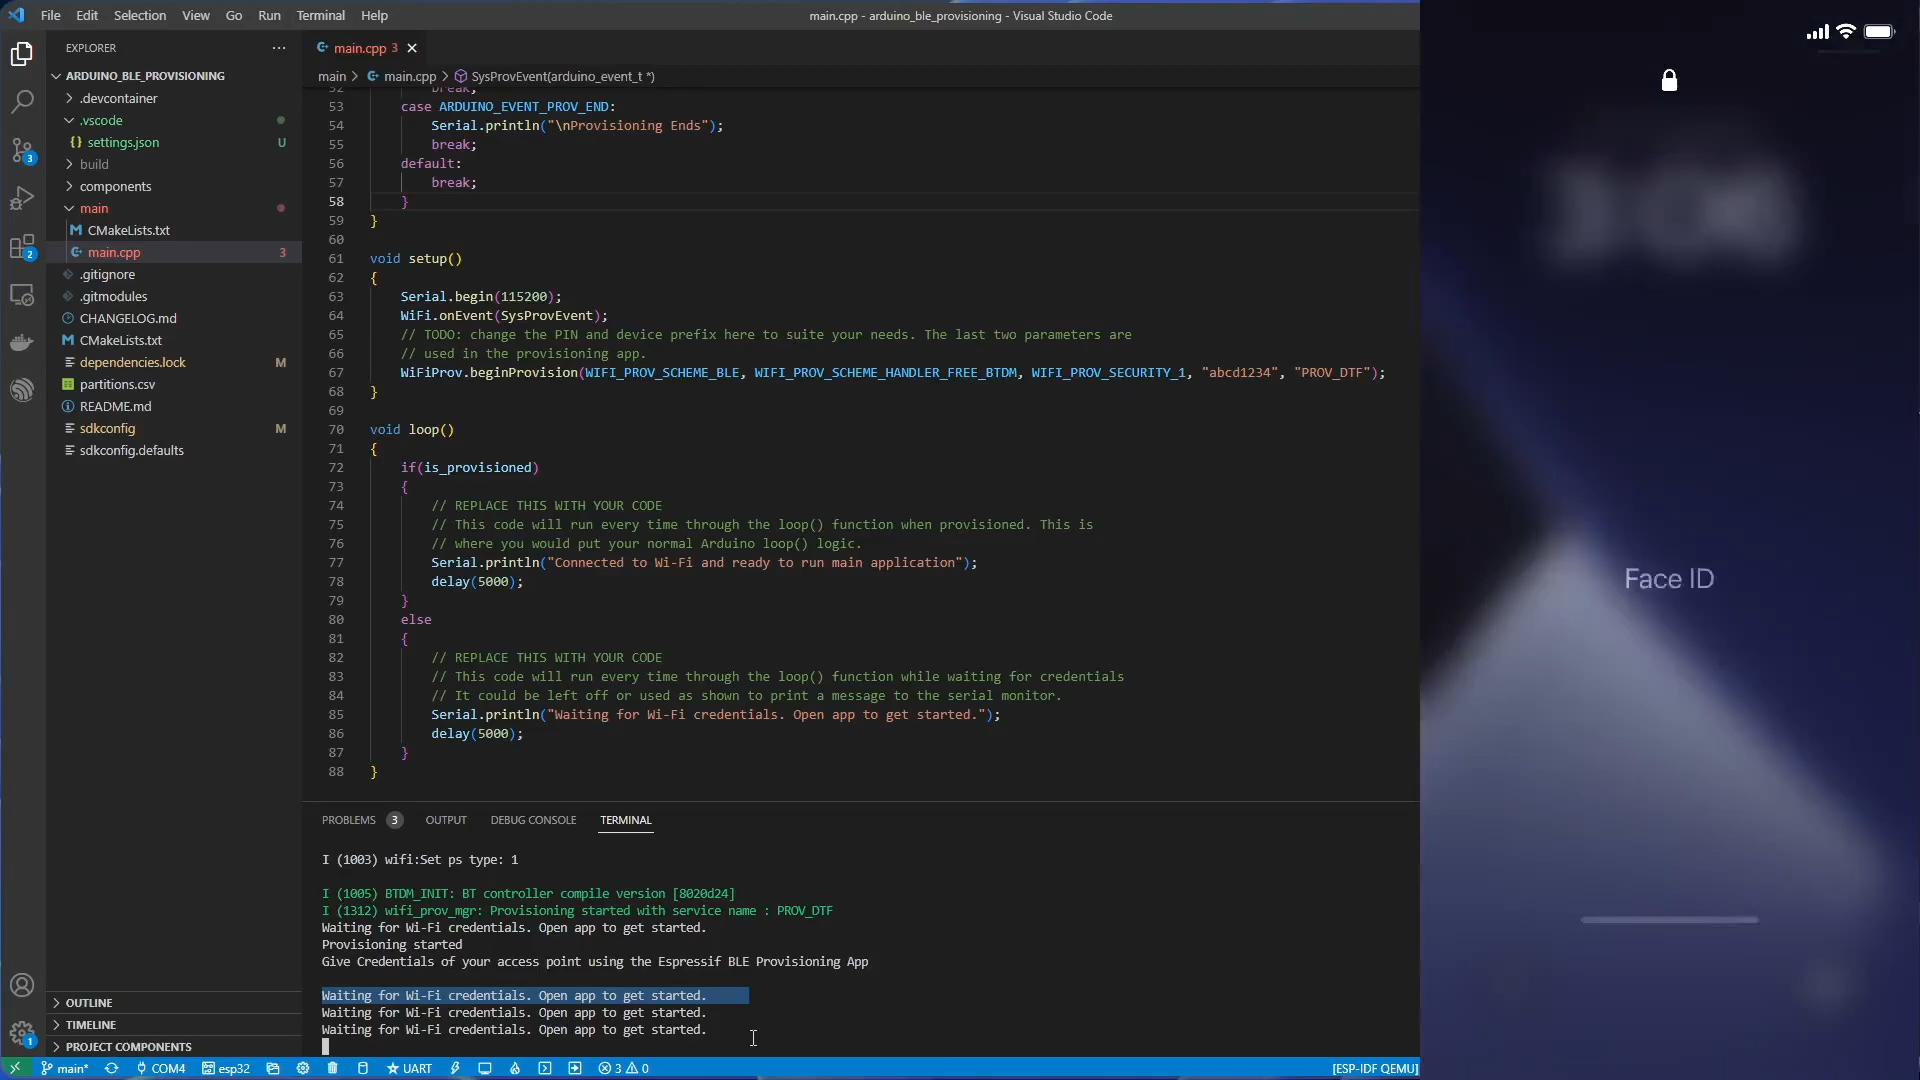 File Edit Selection View Go Run Terminal Help
main.cpp - arduino_ble_provisioning - Visual Studio Code
EXPLORER ···
ARDUINO_BLE_PROVISIONING
.devcontainer
.vscode
settings.json U
build
components
main
CMakeLists.txt
main.cpp 3
.gitignore
.gitmodules
CHANGELOG.md
CMakeLists.txt
dependencies.lock M
partitions.csv
README.md
sdkconfig M
sdkconfig.defaults
OUTLINE
TIMELINE
PROJECT COMPONENTS
3
2
1
main.cpp 3
main > main.cpp > SysProvEvent(arduino_event_t *)
52 break;
53 case ARDUINO_EVENT_PROV_END:
54 Serial.println("\nProvisioning Ends");
55 break;
56 default:
57 break;
58 }
59 }
60
61 void setup()
62 {
63 Serial.begin(115200);
64 WiFi.onEvent(SysProvEvent);
65 // TODO: change the PIN and device prefix here to suite your needs. The last two parameters are
66 // used in the provisioning app.
67 WiFiProv.beginProvision(WIFI_PROV_SCHEME_BLE, WIFI_PROV_SCHEME_HANDLER_FREE_BTDM, WIFI_PROV_SECURITY_1, "abcd1234", "PROV_DTF");
68 }
69
70 void loop()
71 {
72 if(is_provisioned)
73 {
74 // REPLACE THIS WITH YOUR CODE
75 // This code will run every time through the loop() function when provisioned. This is
76 // where you would put your normal Arduino loop() logic.
77 Serial.println("Connected to Wi-Fi and ready to run main application");
78 delay(5000);
79 }
80 else
81 {
82 // REPLACE THIS WITH YOUR CODE
83 // This code will run every time through the loop() function while waiting for credentials
84 // It could be left off or used as shown to print a message to the serial monitor.
85 Serial.println("Waiting for Wi-Fi credentials. Open app to get started.");
86 delay(5000);
87 }
88 }
PROBLEMS 3 OUTPUT DEBUG CONSOLE TERMINAL
I (1003) wifi:Set ps type: 1
I (1005) BTDM_INIT: BT controller compile version [8020d24]
I (1312) wifi_prov_mgr: Provisioning started with service name : PROV_DTF
Waiting for Wi-Fi credentials. Open app to get started.
Provisioning started
Give Credentials of your access point using the Espressif BLE Provisioning App
Waiting for Wi-Fi credentials. Open app to get started.
Waiting for Wi-Fi credentials. Open app to get started.
Waiting for Wi-Fi credentials. Open app to get started.
main* COM4 esp32 UART 3 0 [ESP-IDF QEMU]
Face ID